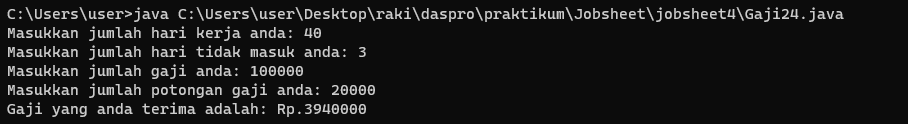 C:\Users\user>java C:\Users\user\Desktop\raki\daspro\praktikum\Jobsheet\jobsheet4\Gaji24.java
Masukkan jumlah hari kerja anda: 40
Masukkan jumlah hari tidak masuk anda: 3
Masukkan jumlah gaji anda: 100000
Masukkan jumlah potongan gaji anda: 20000
Gaji yang anda terima adalah: Rp.3940000